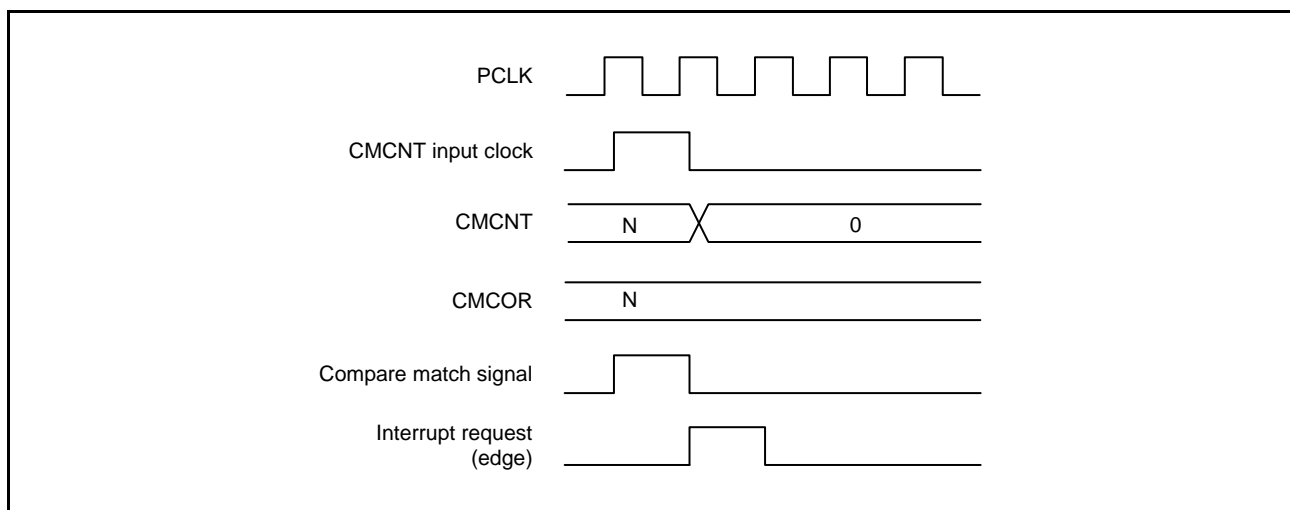 PCLK
CMCNT input clock
CMCNT
N
0
CMCOR
N
Compare match signal
Interrupt request
(edge)